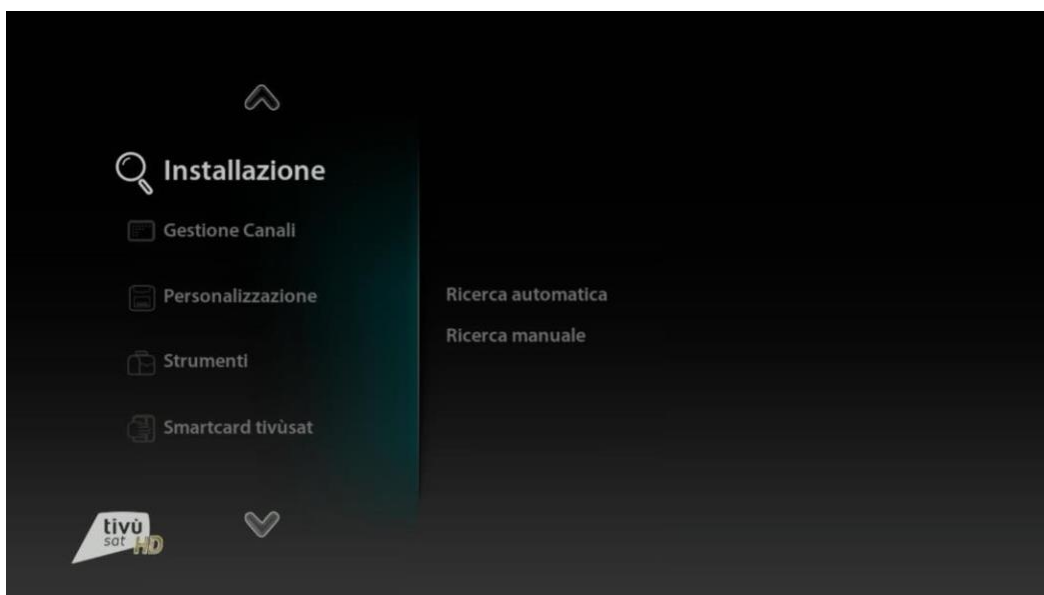 Installazione
Gestione Canali
Personalizzazione
Strumenti
Smartcard tivùsat
Ricerca automatica
Ricerca manuale
tivù
sat HD